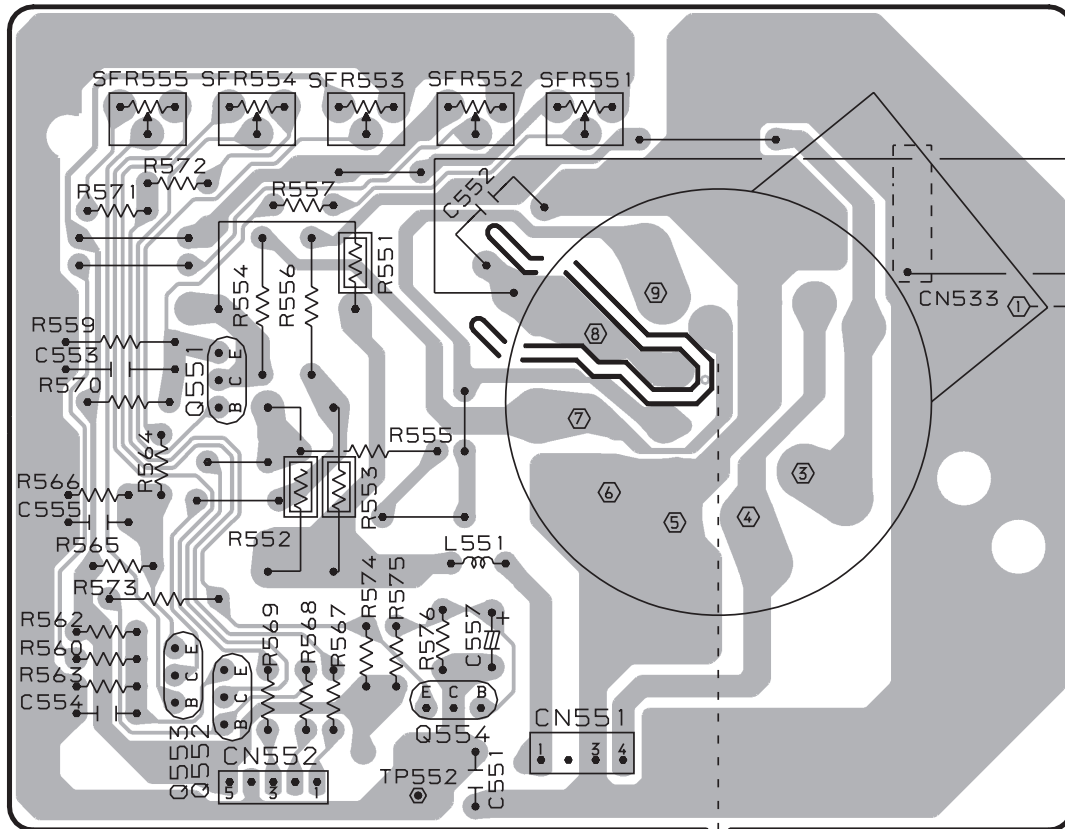 SFR555 SFR554 SFR553 SFR552 SFR551
R572
R571
R557
C552
R551
R554
R556
9
CN533
1
8
R559
C553
R570
Q551
E
C
B
7
R555
R564
R566
C555
R553
R552
3
6
5
4
R565
L551
R573
R574
R575
R562
R560
R563
C554
R569
R568
R567
R576
C557
+
E
C
B
E
C
B
E C B
Q554
Q553
Q552
CN552
5 3 1
TP552
C551
CN551
1 3 4